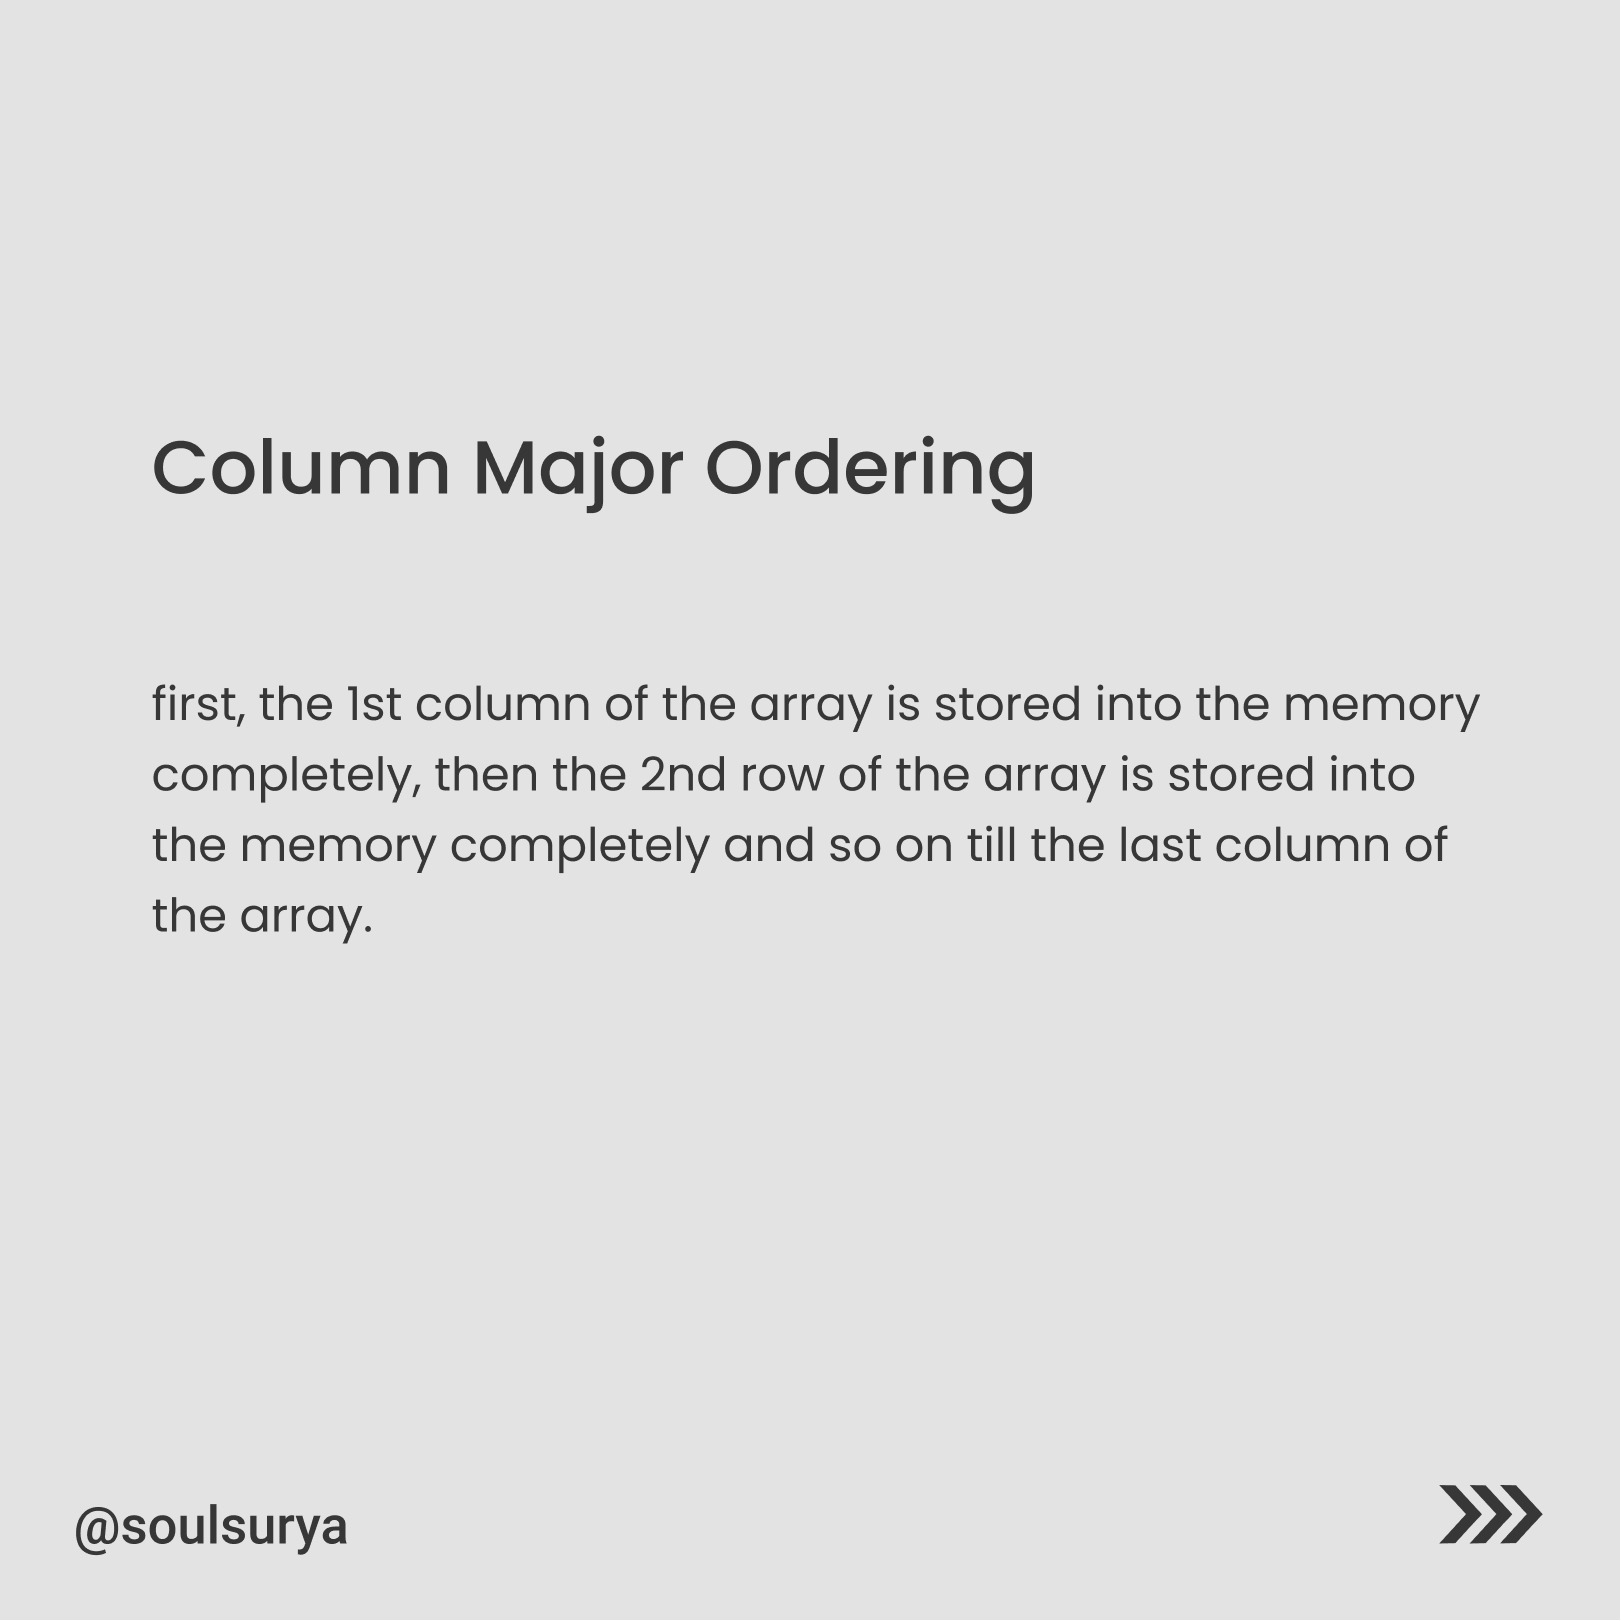 Column Major Ordering
first, the 1st column of the array is stored into the memory
completely, then the 2nd row of the array is stored into
the memory completely and so on till the last column of
the array.
@soulsurya